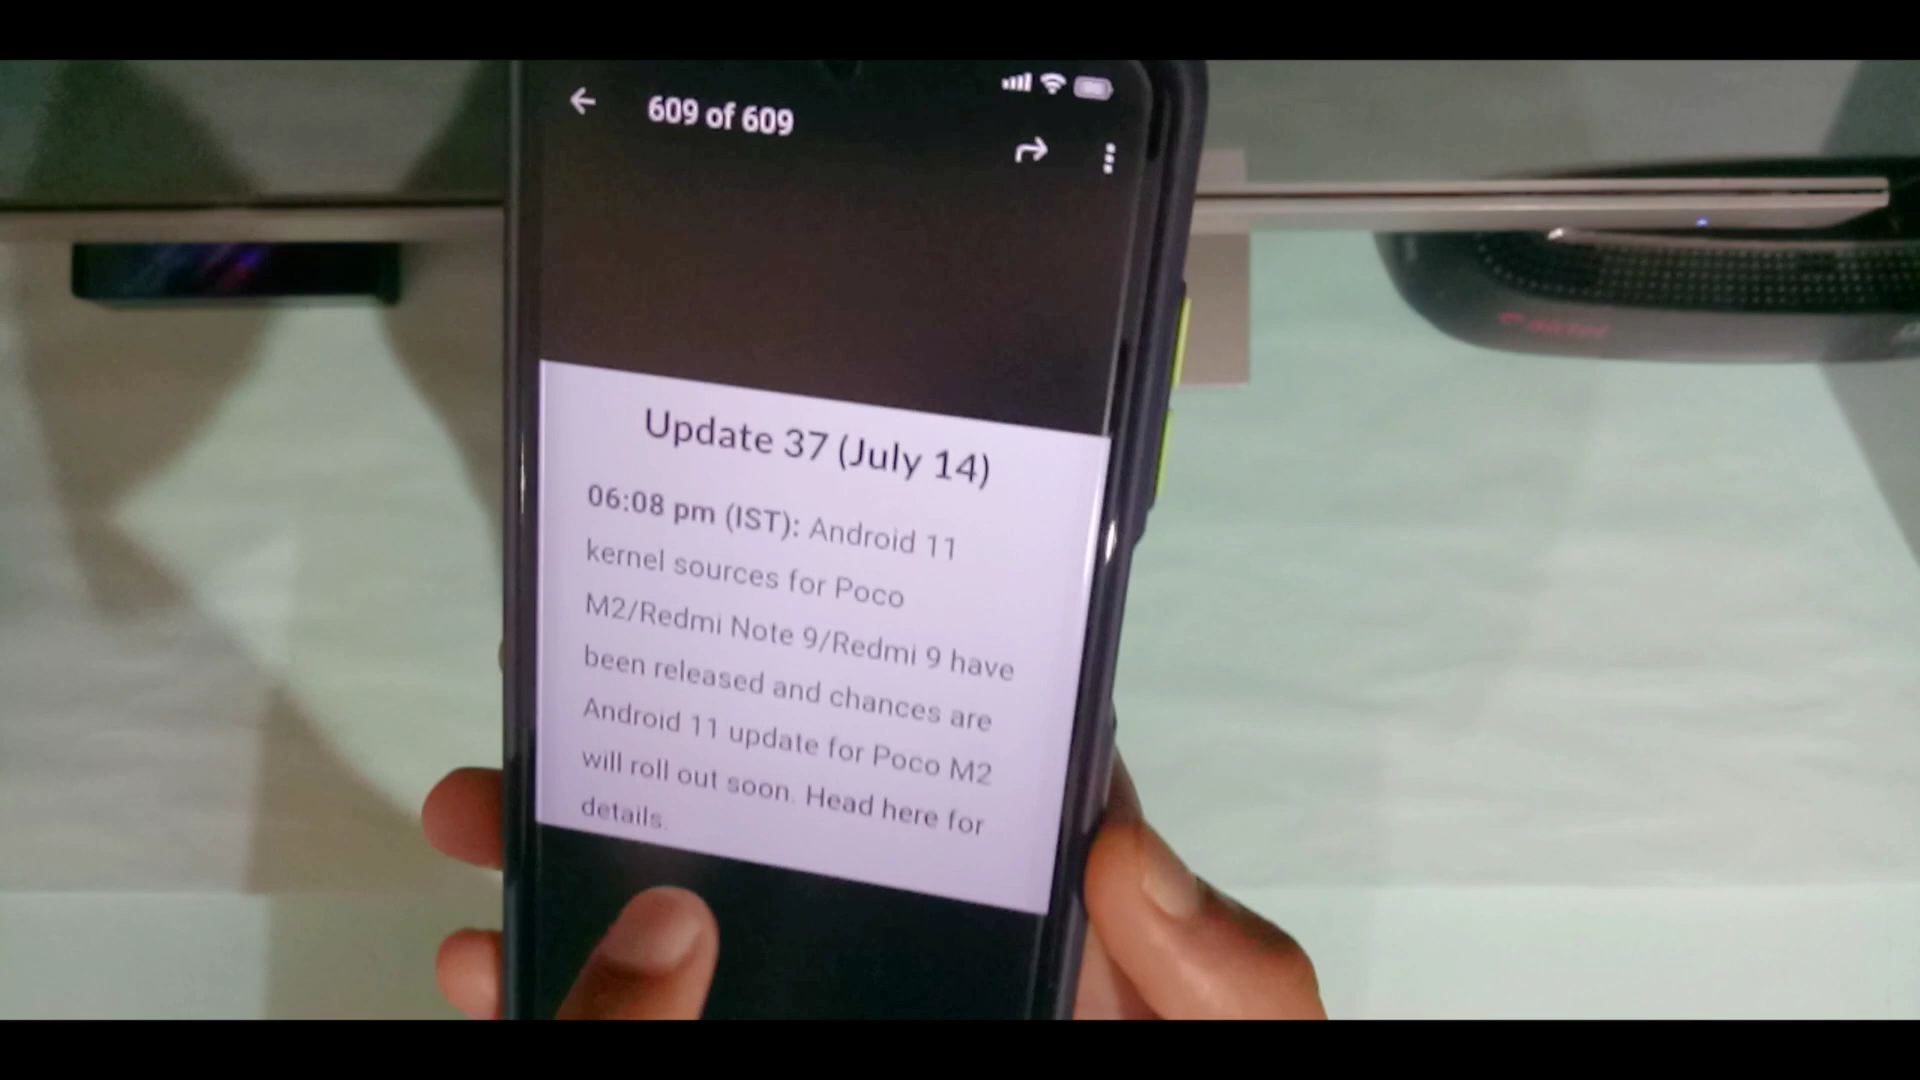 609 of 609
Update 37 (July 14)
06:08 pm (IST): Android 11
kernel sources for Poco
M2/Redmi Note 9/Redmi 9 have
been released and chances are
Android 11 update for Poco M2
will roll out soon. Head here for
details.
airtel